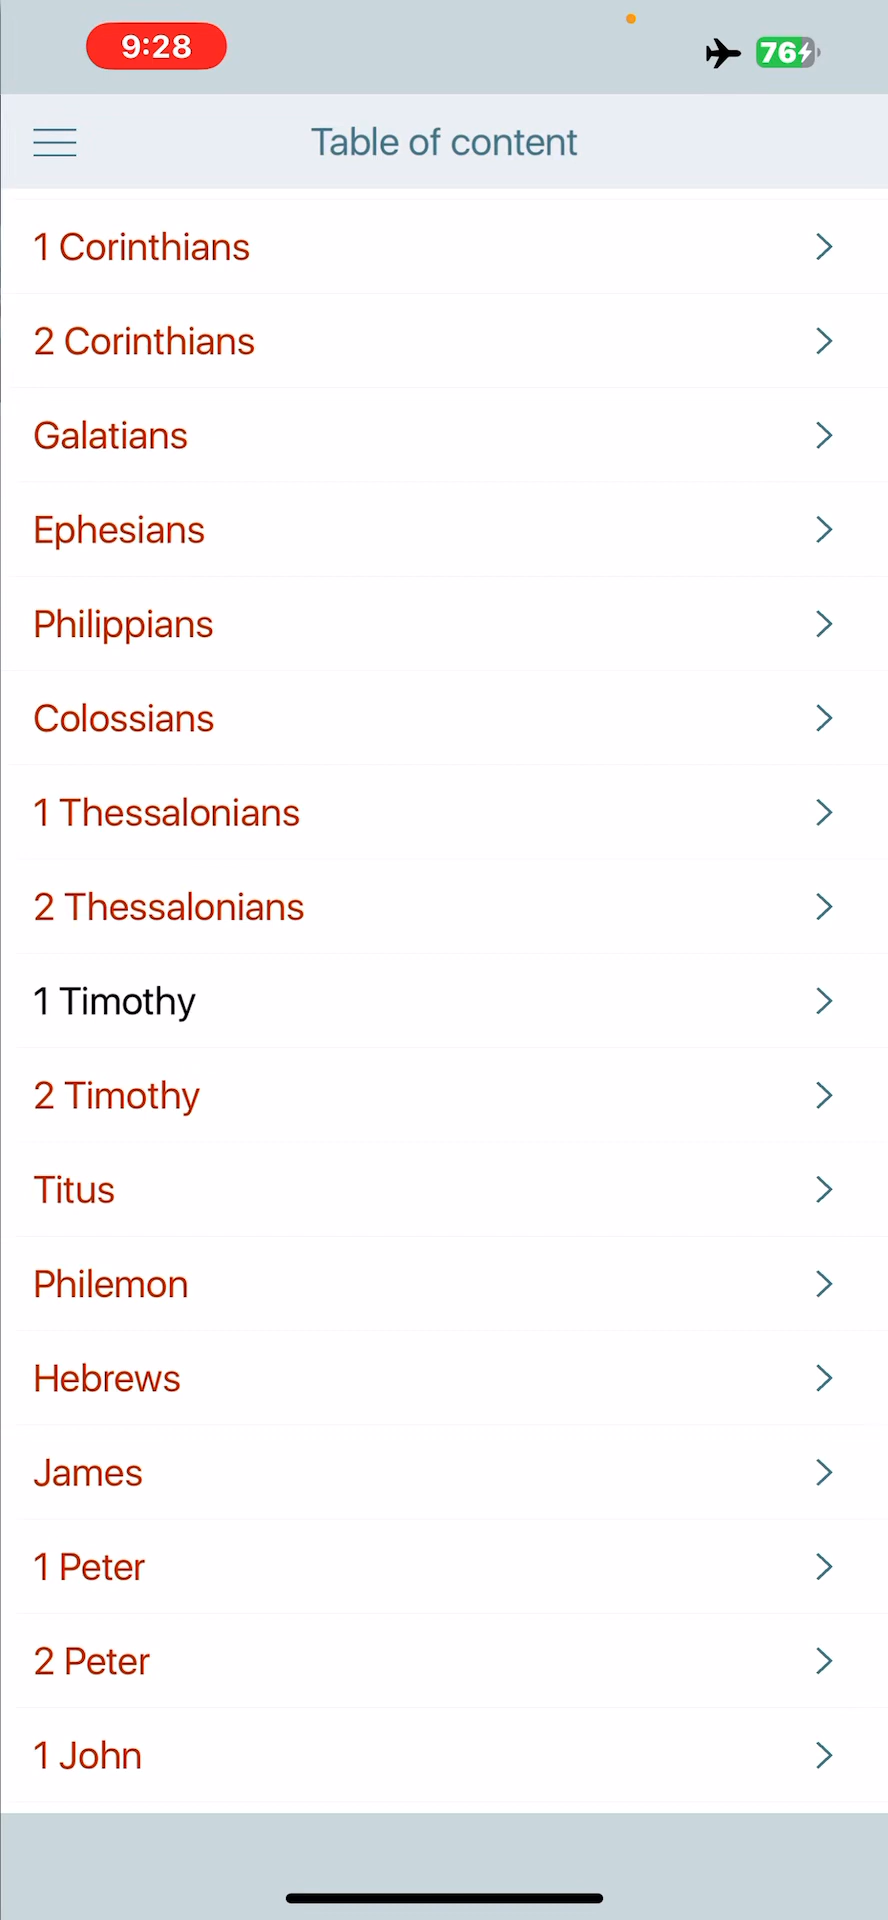 9:28
76
Table of content
1 Corinthians
2 Corinthians
Galatians
Ephesians
Philippians
Colossians
1 Thessalonians
2 Thessalonians
1 Timothy
2 Timothy
Titus
Philemon
Hebrews
James
1 Peter
2 Peter
1 John